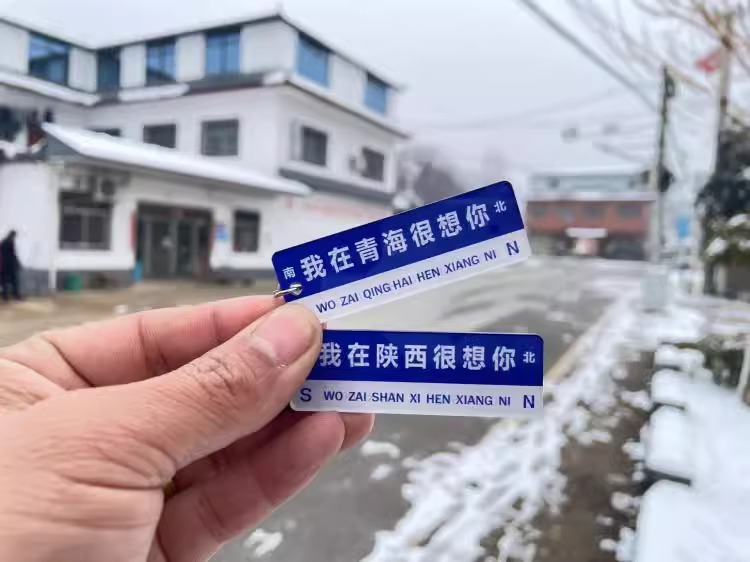 南 我在青海很想你 北
WO ZAI QING HAI HEN XIANG NI N
我在陕西很想你 北
S WO ZAI SHAN XI HEN XIANG NI N